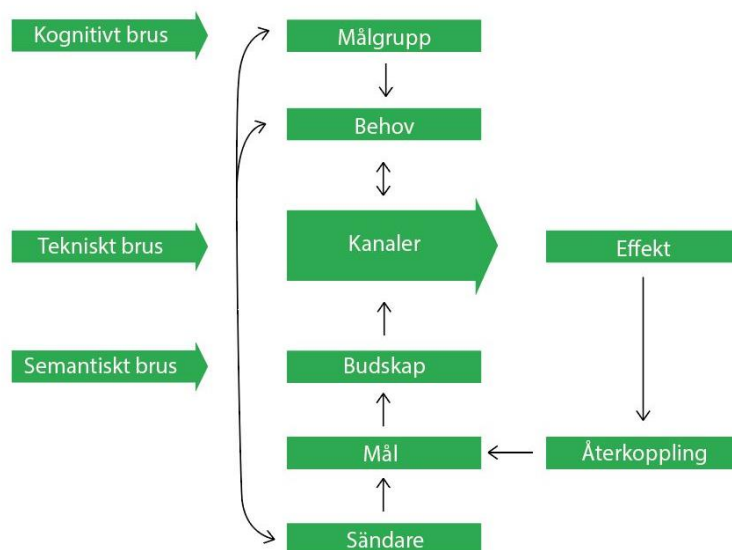 Kognitivt brus
Målgrupp
Behov
Tekniskt brus
Kanaler
Effekt
Semantiskt brus
Budskap
Mål
Återkoppling
Sändare